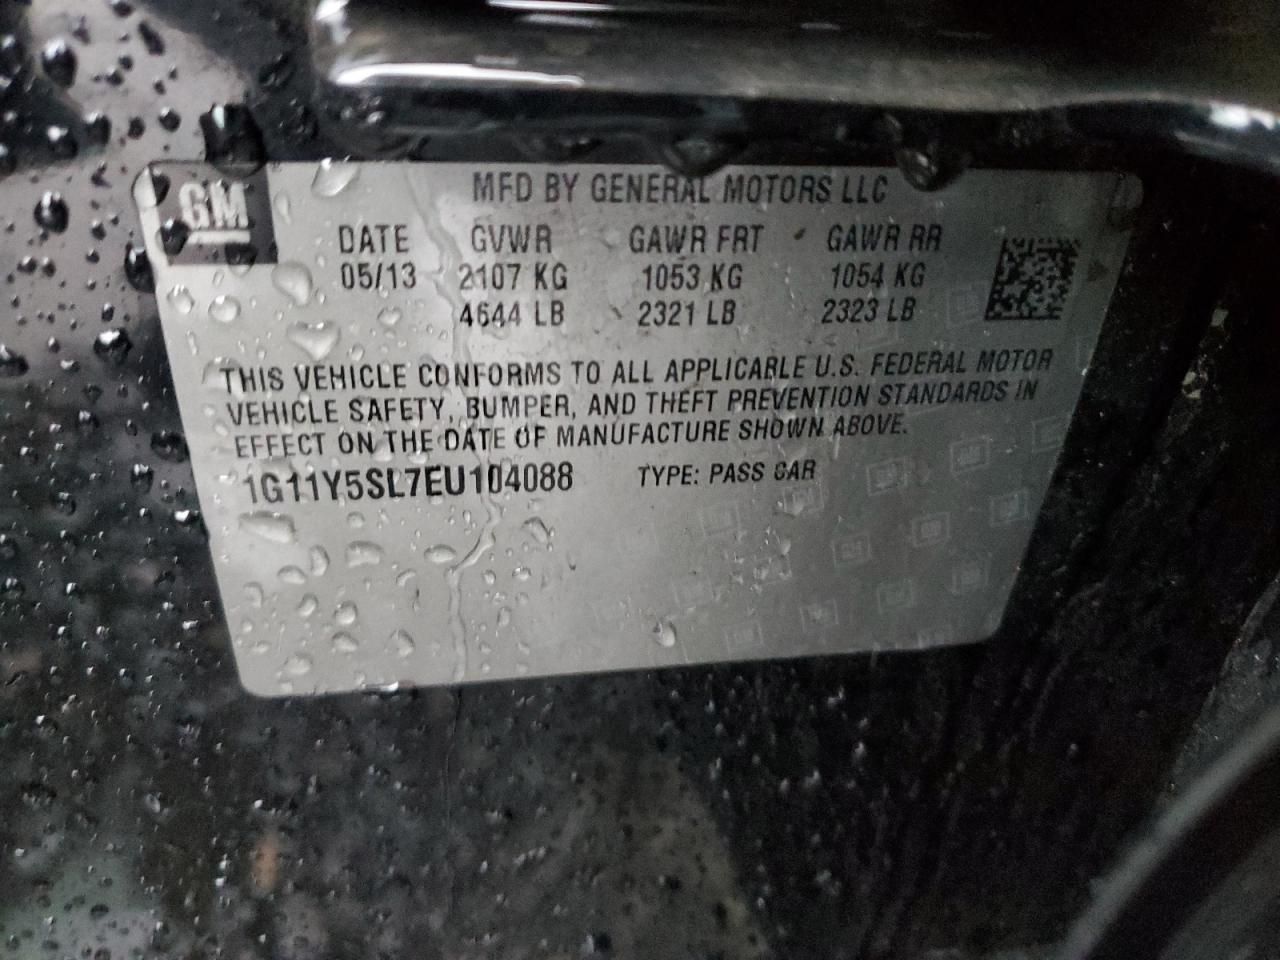 GM
MFD BY GENERAL MOTORS LLC
DATE GVWR GAWR FRT GAWR RR
05/13 2107 KG 1053 KG 1054 KG
4644 LB 2321 LB 2323 LB
THIS VEHICLE CONFORMS TO ALL APPLICABLE U.S. FEDERAL MOTOR
VEHICLE SAFETY, BUMPER, AND THEFT PREVENTION STANDARDS IN
EFFECT ON THE DATE OF MANUFACTURE SHOWN ABOVE.
1G11Y5SL7EU104088 TYPE: PASS CAR